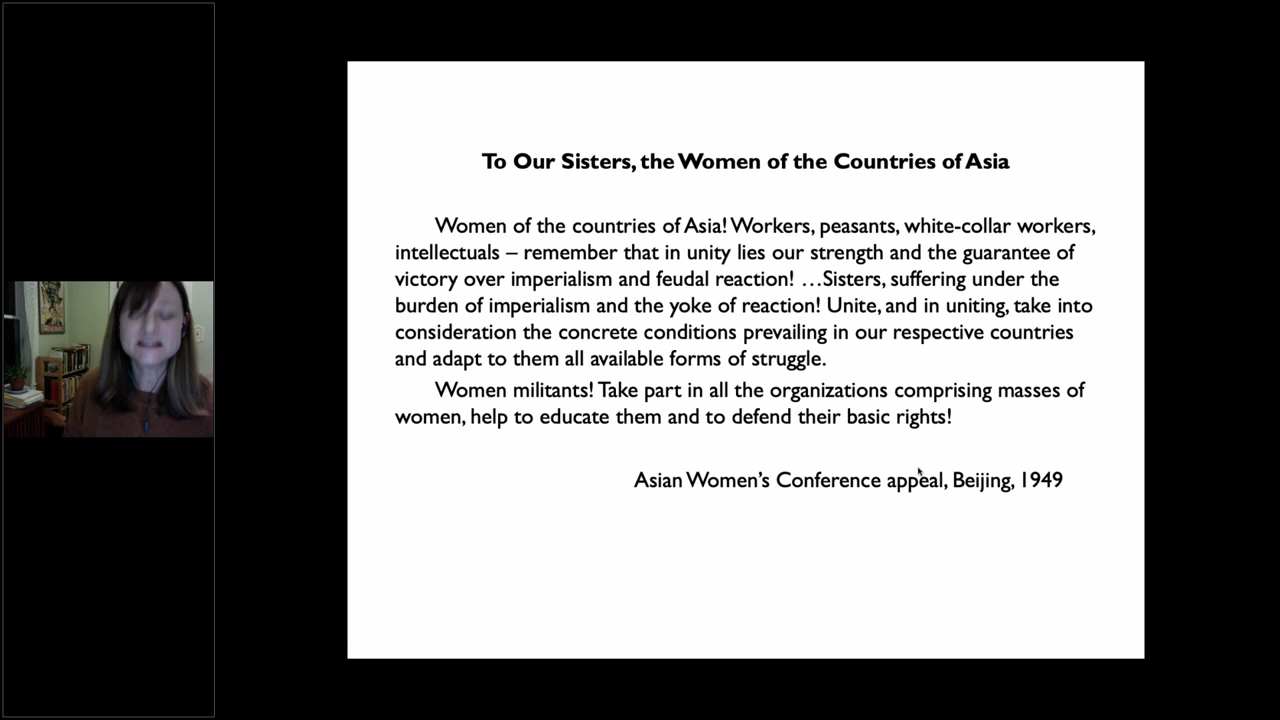 To Our Sisters, the Women of the Countries of Asia
Women of the countries of Asia! Workers, peasants, white-collar workers,
intellectuals – remember that in unity lies our strength and the guarantee of
victory over imperialism and feudal reaction! …Sisters, suffering under the
burden of imperialism and the yoke of reaction! Unite, and in uniting, take into
consideration the concrete conditions prevailing in our respective countries
and adapt to them all available forms of struggle.
Women militants! Take part in all the organizations comprising masses of
women, help to educate them and to defend their basic rights!
Asian Women’s Conference appeal, Beijing, 1949